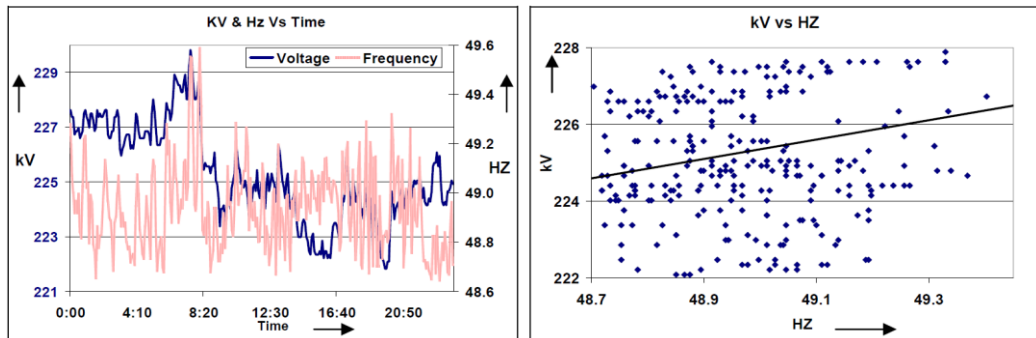 KV & Hz Vs Time
Voltage Frequency
229
227
225
223
221
kV
49.6
49.4
49.2
49.0
48.8
48.6
HZ
0:00 4:10 8:20 12:30 16:40 20:50
Time
kV vs HZ
228
226
224
222
kV
48.7 48.9 49.1 49.3
HZ